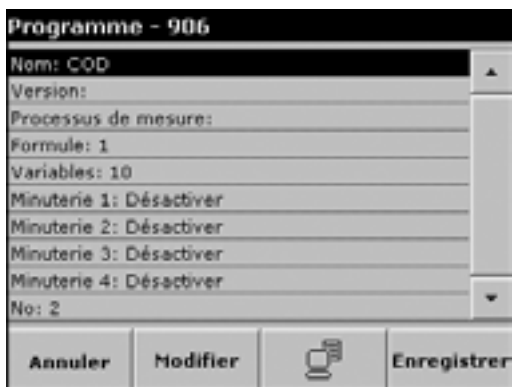 Programme - 906
Nom: COD
Version:
Processus de mesure:
Formule: 1
Variables: 10
Minuterie 1: Désactiver
Minuterie 2: Désactiver
Minuterie 3: Désactiver
Minuterie 4: Désactiver
No: 2
Annuler Modifier Enregistrer